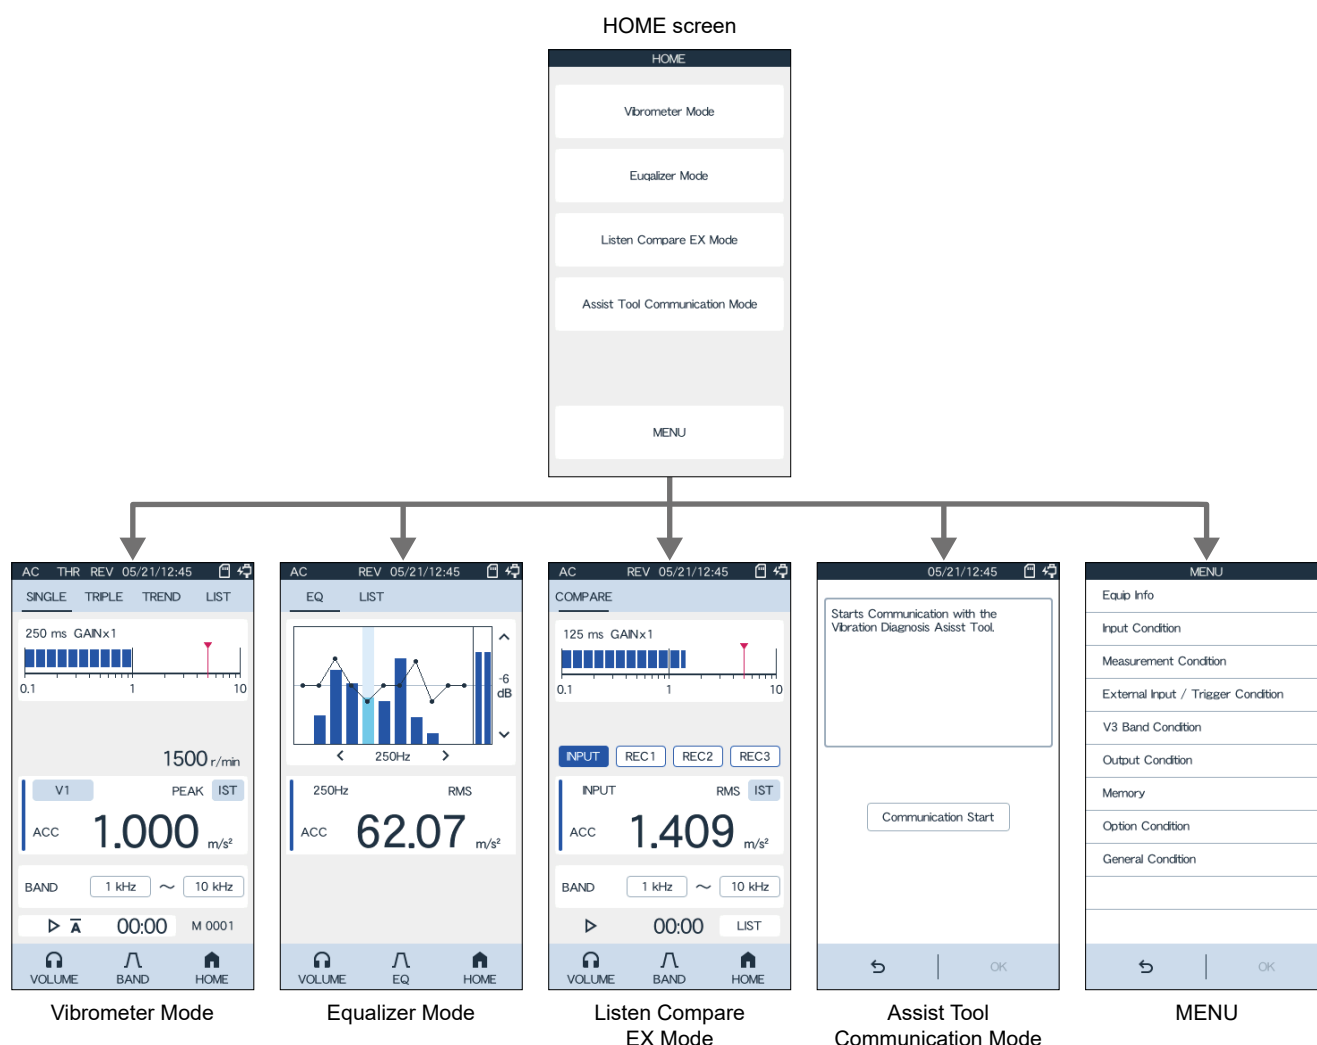 HOME screen
HOME
Vibrometer Mode
Euqalizer Mode
Listen Compare EX Mode
Assist Tool Communication Mode
MENU
AC THR REV 05/21/12:45
SINGLE TRIPLE TREND LIST
250 ms GAIN×1
0.1 1 10
1500 r/min
V1 PEAK IST
ACC 1.000 m/s²
BAND 1 kHz ～ 10 kHz
A 00:00 M 0001
VOLUME BAND HOME
Vibrometer Mode
AC REV 05/21/12:45
EQ LIST
-6
dB
250Hz
250Hz RMS
ACC 62.07 m/s²
VOLUME EQ HOME
Equalizer Mode
AC REV 05/21/12:45
COMPARE
125 ms GAIN×1
0.1 1 10
INPUT REC1 REC2 REC3
INPUT RMS IST
ACC 1.409 m/s²
BAND 1 kHz ～ 10 kHz
00:00 LIST
VOLUME BAND HOME
Listen Compare
EX Mode
05/21/12:45
Starts Communication with the
Vibration Diagnosis Asisst Tool.
Communication Start
OK
Assist Tool
Communication Mode
MENU
Equip Info
Input Condition
Measurement Condition
External Input / Trigger Condition
V3 Band Condition
Output Condition
Memory
Option Condition
General Condition
OK
MENU